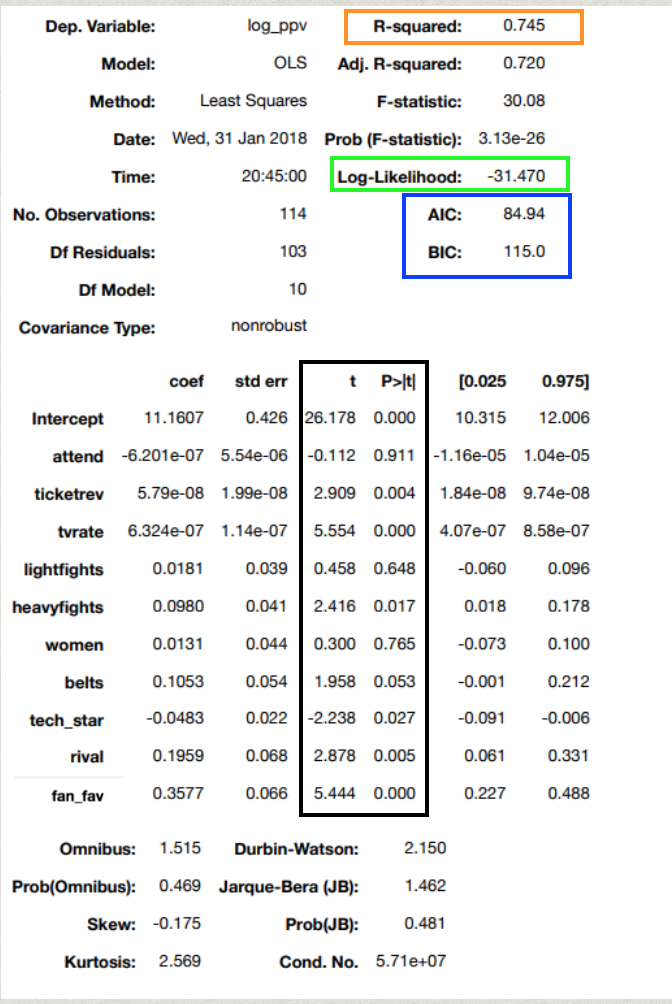 Dep. Variable: log_ppv R-squared: 0.745
Model: OLS Adj. R-squared: 0.720
Method: Least Squares F-statistic: 30.08
Date: Wed, 31 Jan 2018 Prob (F-statistic): 3.13e-26
Time: 20:45:00 Log-Likelihood: -31.470
No. Observations: 114 AIC: 84.94
Df Residuals: 103 BIC: 115.0
Df Model: 10
Covariance Type: nonrobust
coef std err t P>|t| [0.025 0.975]
Intercept 11.1607 0.426 26.178 0.000 10.315 12.006
attend -6.201e-07 5.54e-06 -0.112 0.911 -1.16e-05 1.04e-05
ticketrev 5.79e-08 1.99e-08 2.909 0.004 1.84e-08 9.74e-08
tvrate 6.324e-07 1.14e-07 5.554 0.000 4.07e-07 8.58e-07
lightfights 0.0181 0.039 0.458 0.648 -0.060 0.096
heavyfights 0.0980 0.041 2.416 0.017 0.018 0.178
women 0.0131 0.044 0.300 0.765 -0.073 0.100
belts 0.1053 0.054 1.958 0.053 -0.001 0.212
tech_star -0.0483 0.022 -2.238 0.027 -0.091 -0.006
rival 0.1959 0.068 2.878 0.005 0.061 0.331
fan_fav 0.3577 0.066 5.444 0.000 0.227 0.488
Omnibus: 1.515 Durbin-Watson: 2.150
Prob(Omnibus): 0.469 Jarque-Bera (JB): 1.462
Skew: -0.175 Prob(JB): 0.481
Kurtosis: 2.569 Cond. No. 5.71e+07